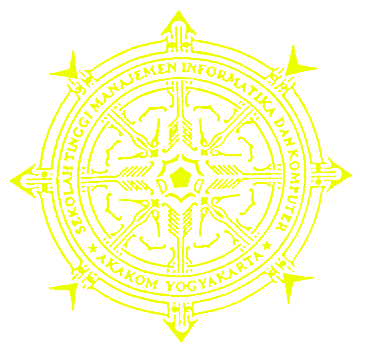 SEKOLAH TINGGI MANAJEMEN INFORMATIKA DAN KOMPUTER
AKAKOM YOGYAKARTA